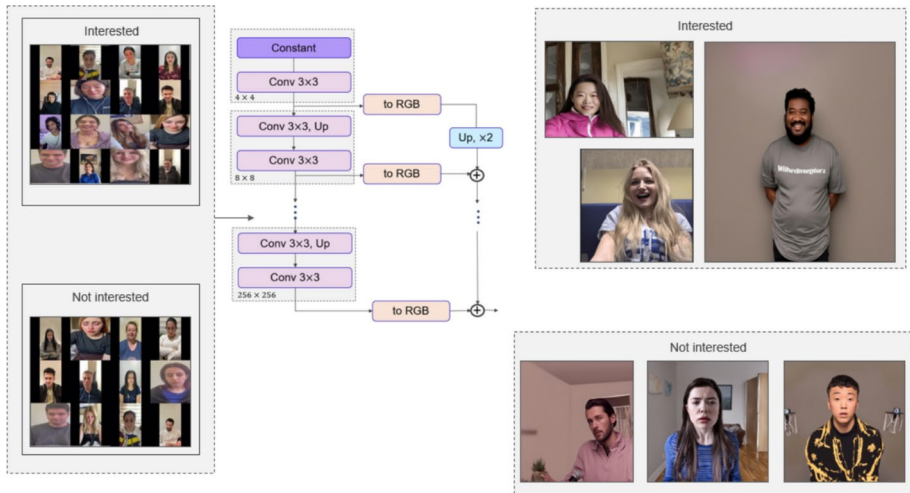 Interested
Constant
Conv 3×3
4 × 4
to RGB
Conv 3×3, Up
Up, ×2
Conv 3×3
8 × 8
to RGB
Conv 3×3, Up
Conv 3×3
256 × 256
to RGB
Not interested
Interested
Not interested